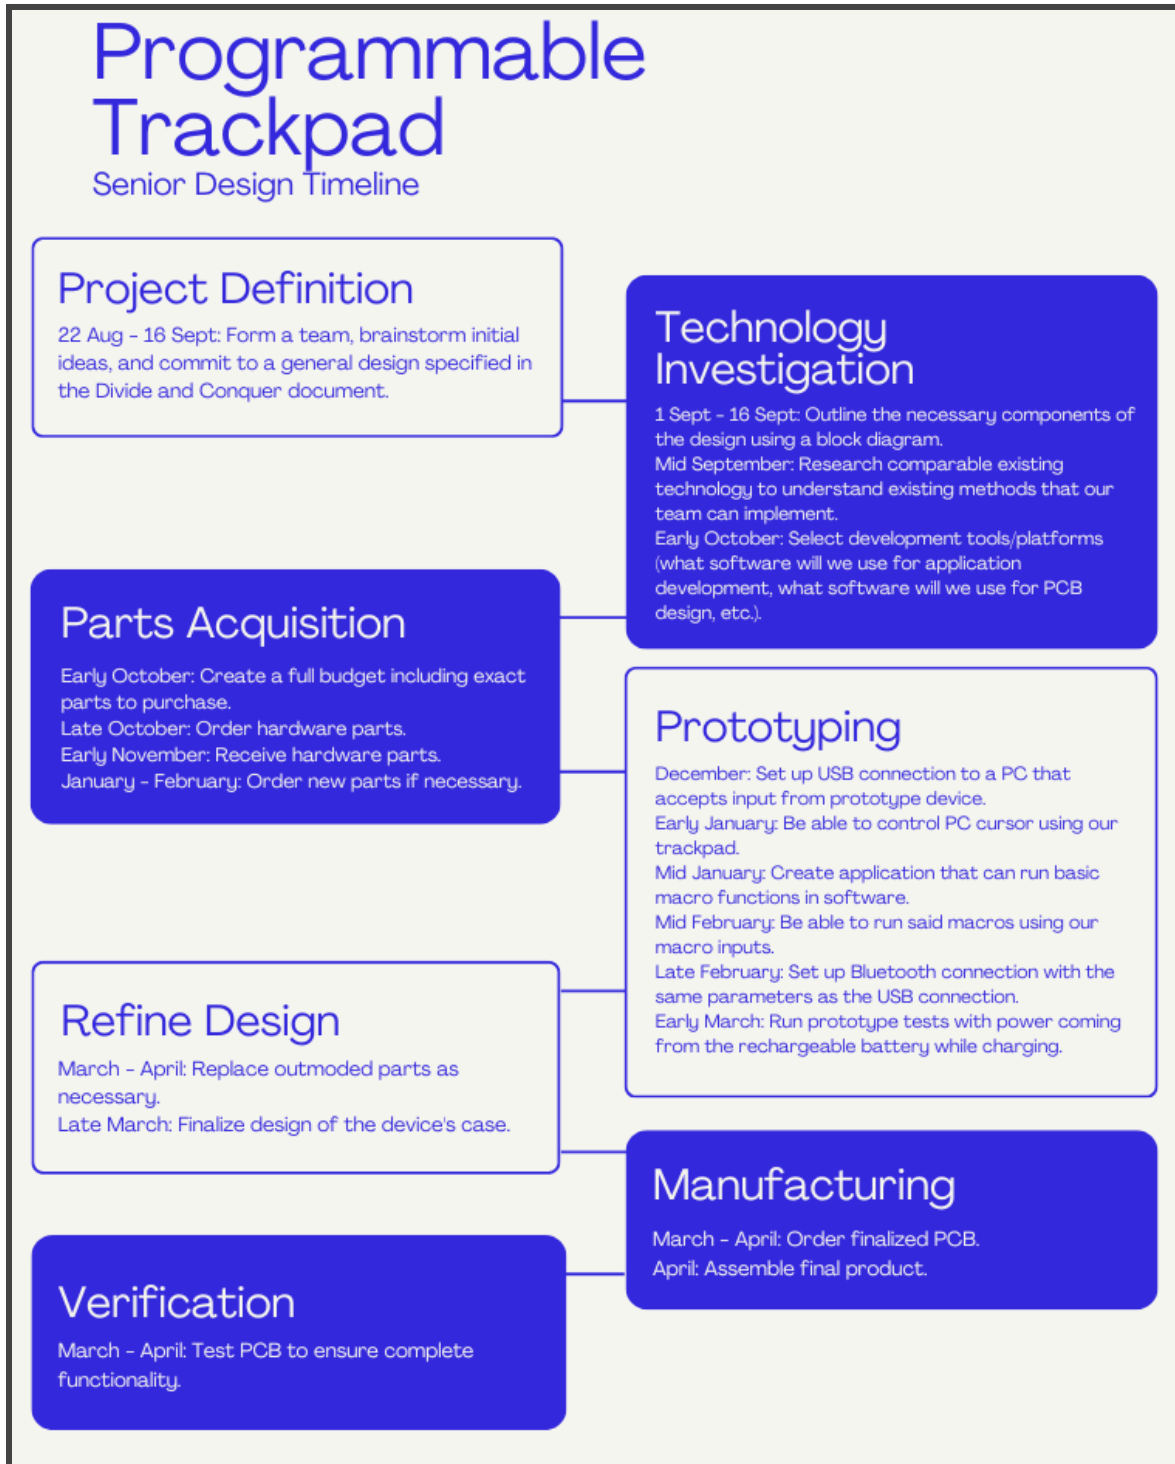 Programmable
Trackpad
Senior Design Timeline
Project Definition
22 Aug - 16 Sept: Form a team, brainstorm initial
ideas, and commit to a general design specified in
the Divide and Conquer document.
Technology
Investigation
1 Sept - 16 Sept: Outline the necessary components of
the design using a block diagram.
Mid September: Research comparable existing
technology to understand existing methods that our
team can implement.
Early October: Select development tools/platforms
(what software will we use for application
development, what software will we use for PCB
design, etc.).
Parts Acquisition
Early October: Create a full budget including exact
parts to purchase.
Late October: Order hardware parts.
Early November: Receive hardware parts.
January - February: Order new parts if necessary.
Prototyping
December: Set up USB connection to a PC that
accepts input from prototype device.
Early January: Be able to control PC cursor using our
trackpad.
Mid January: Create application that can run basic
macro functions in software.
Mid February: Be able to run said macros using our
macro inputs.
Late February: Set up Bluetooth connection with the
same parameters as the USB connection.
Early March: Run prototype tests with power coming
from the rechargeable battery while charging.
Refine Design
March - April: Replace outmoded parts as
necessary.
Late March: Finalize design of the device's case.
Manufacturing
March - April: Order finalized PCB.
April: Assemble final product.
Verification
March - April: Test PCB to ensure complete
functionality.